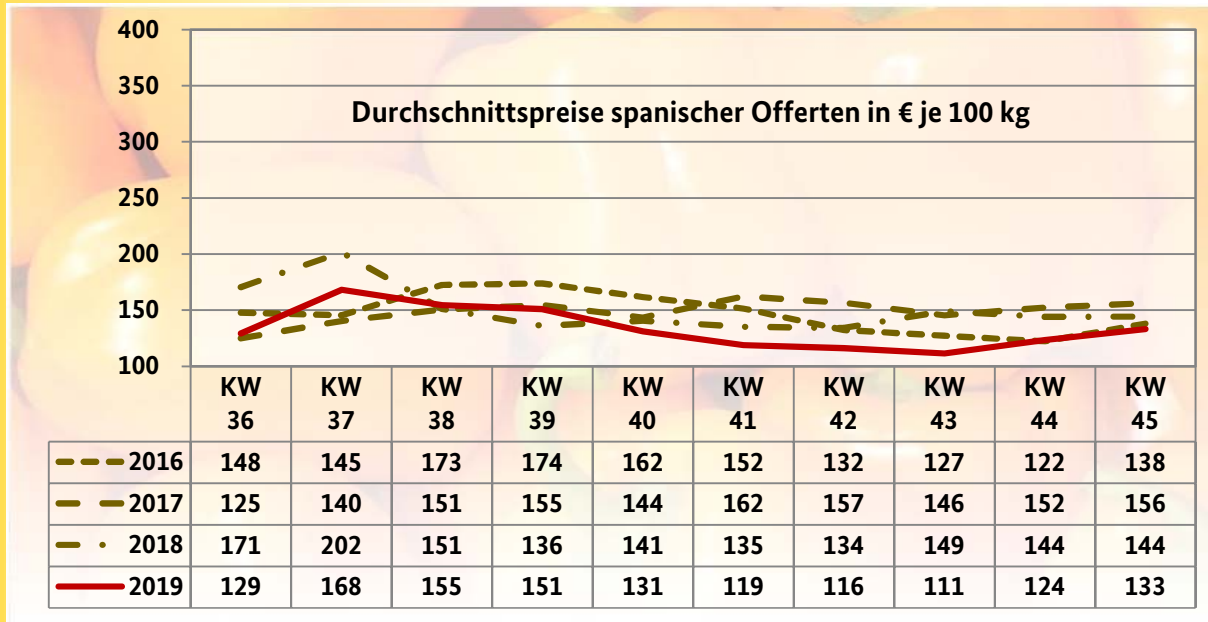 400
350
300
250
200
150
100
Durchschnittspreise spanischer Offerten in € je 100 kg
KW 36 KW 37 KW 38 KW 39 KW 40 KW 41 KW 42 KW 43 KW 44 KW 45
2016 148 145 173 174 162 152 132 127 122 138
2017 125 140 151 155 144 162 157 146 152 156
2018 171 202 151 136 141 135 134 149 144 144
2019 129 168 155 151 131 119 116 111 124 133